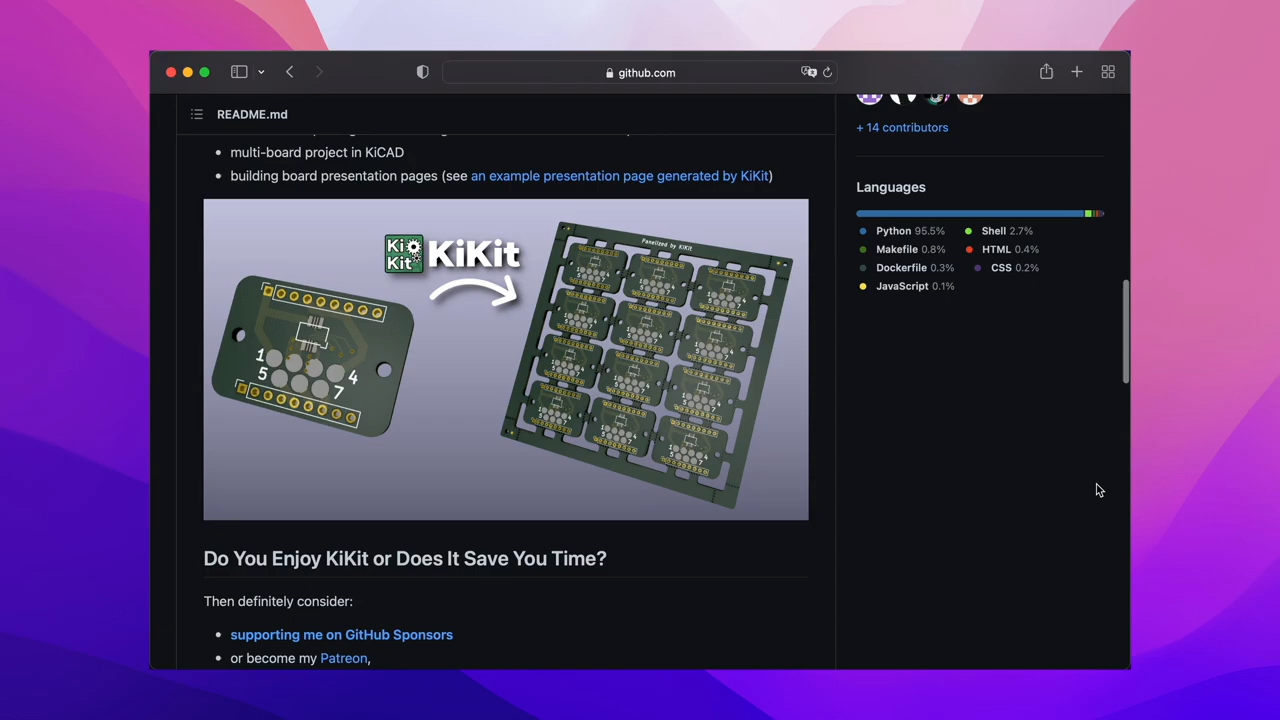 github.com
README.md
multi-board project in KiCAD
building board presentation pages (see an example presentation page generated by KiKit)
Ki
Kit
KiKit
Panelized by KiKit
1
4
5
7
Do You Enjoy KiKit or Does It Save You Time?
Then definitely consider:
supporting me on GitHub Sponsors
or become my Patreon,
+ 14 contributors
Languages
Python 95.5%
Shell 2.7%
Makefile 0.8%
HTML 0.4%
Dockerfile 0.3%
CSS 0.2%
JavaScript 0.1%